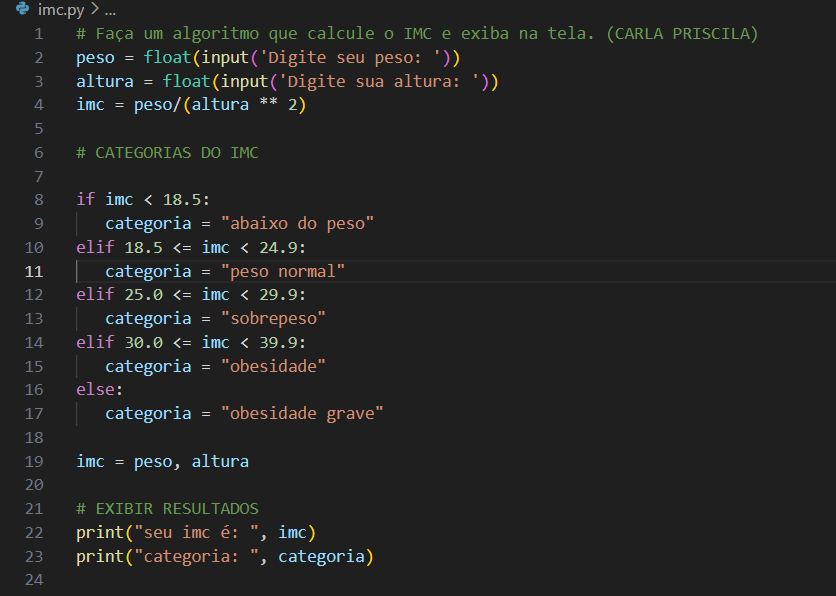 imc.py > ...
1 # Faça um algoritmo que calcule o IMC e exiba na tela. (CARLA PRISCILA)
2 peso = float(input('Digite seu peso: '))
3 altura = float(input('Digite sua altura: '))
4 imc = peso/(altura ** 2)
5
6 # CATEGORIAS DO IMC
7
8 if imc < 18.5:
9    categoria = "abaixo do peso"
10 elif 18.5 <= imc < 24.9:
11    categoria = "peso normal"
12 elif 25.0 <= imc < 29.9:
13    categoria = "sobrepeso"
14 elif 30.0 <= imc < 39.9:
15    categoria = "obesidade"
16 else:
17    categoria = "obesidade grave"
18
19 imc = peso, altura
20
21 # EXIBIR RESULTADOS
22 print("seu imc é: ", imc)
23 print("categoria: ", categoria)
24